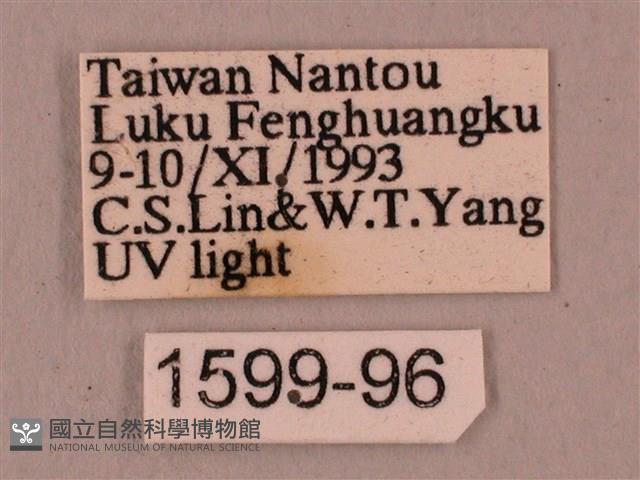 Taiwan Nantou
Luku Fenghuangku
9-10/XI/1993
C.S.Lin&W.T.Yang
UV light
1599-96
國立自然科學博物館
NATIONAL MUSEUM OF NATURAL SCIENCE